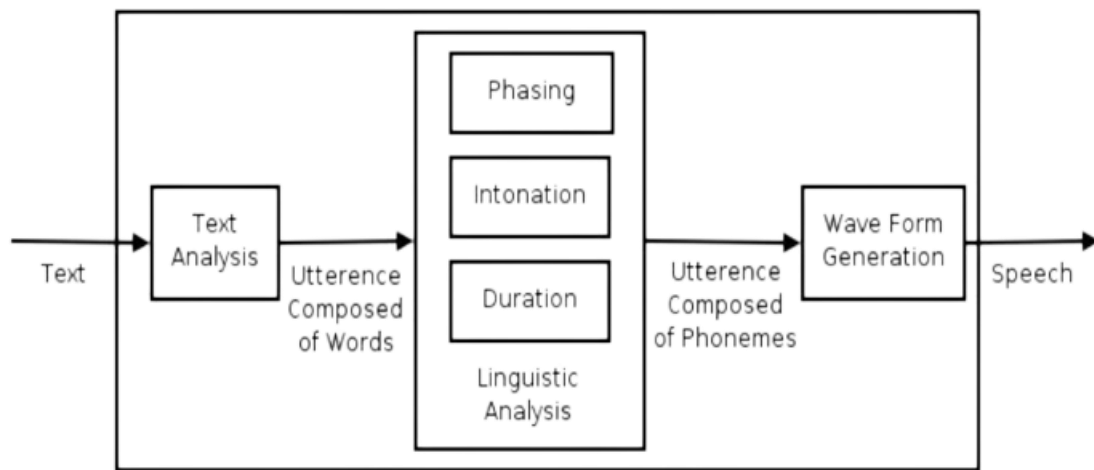 Text
Text
Analysis
Utterence
Composed
of Words
Phasing
Intonation
Duration
Linguistic
Analysis
Utterence
Composed
of Phonemes
Wave Form
Generation
Speech